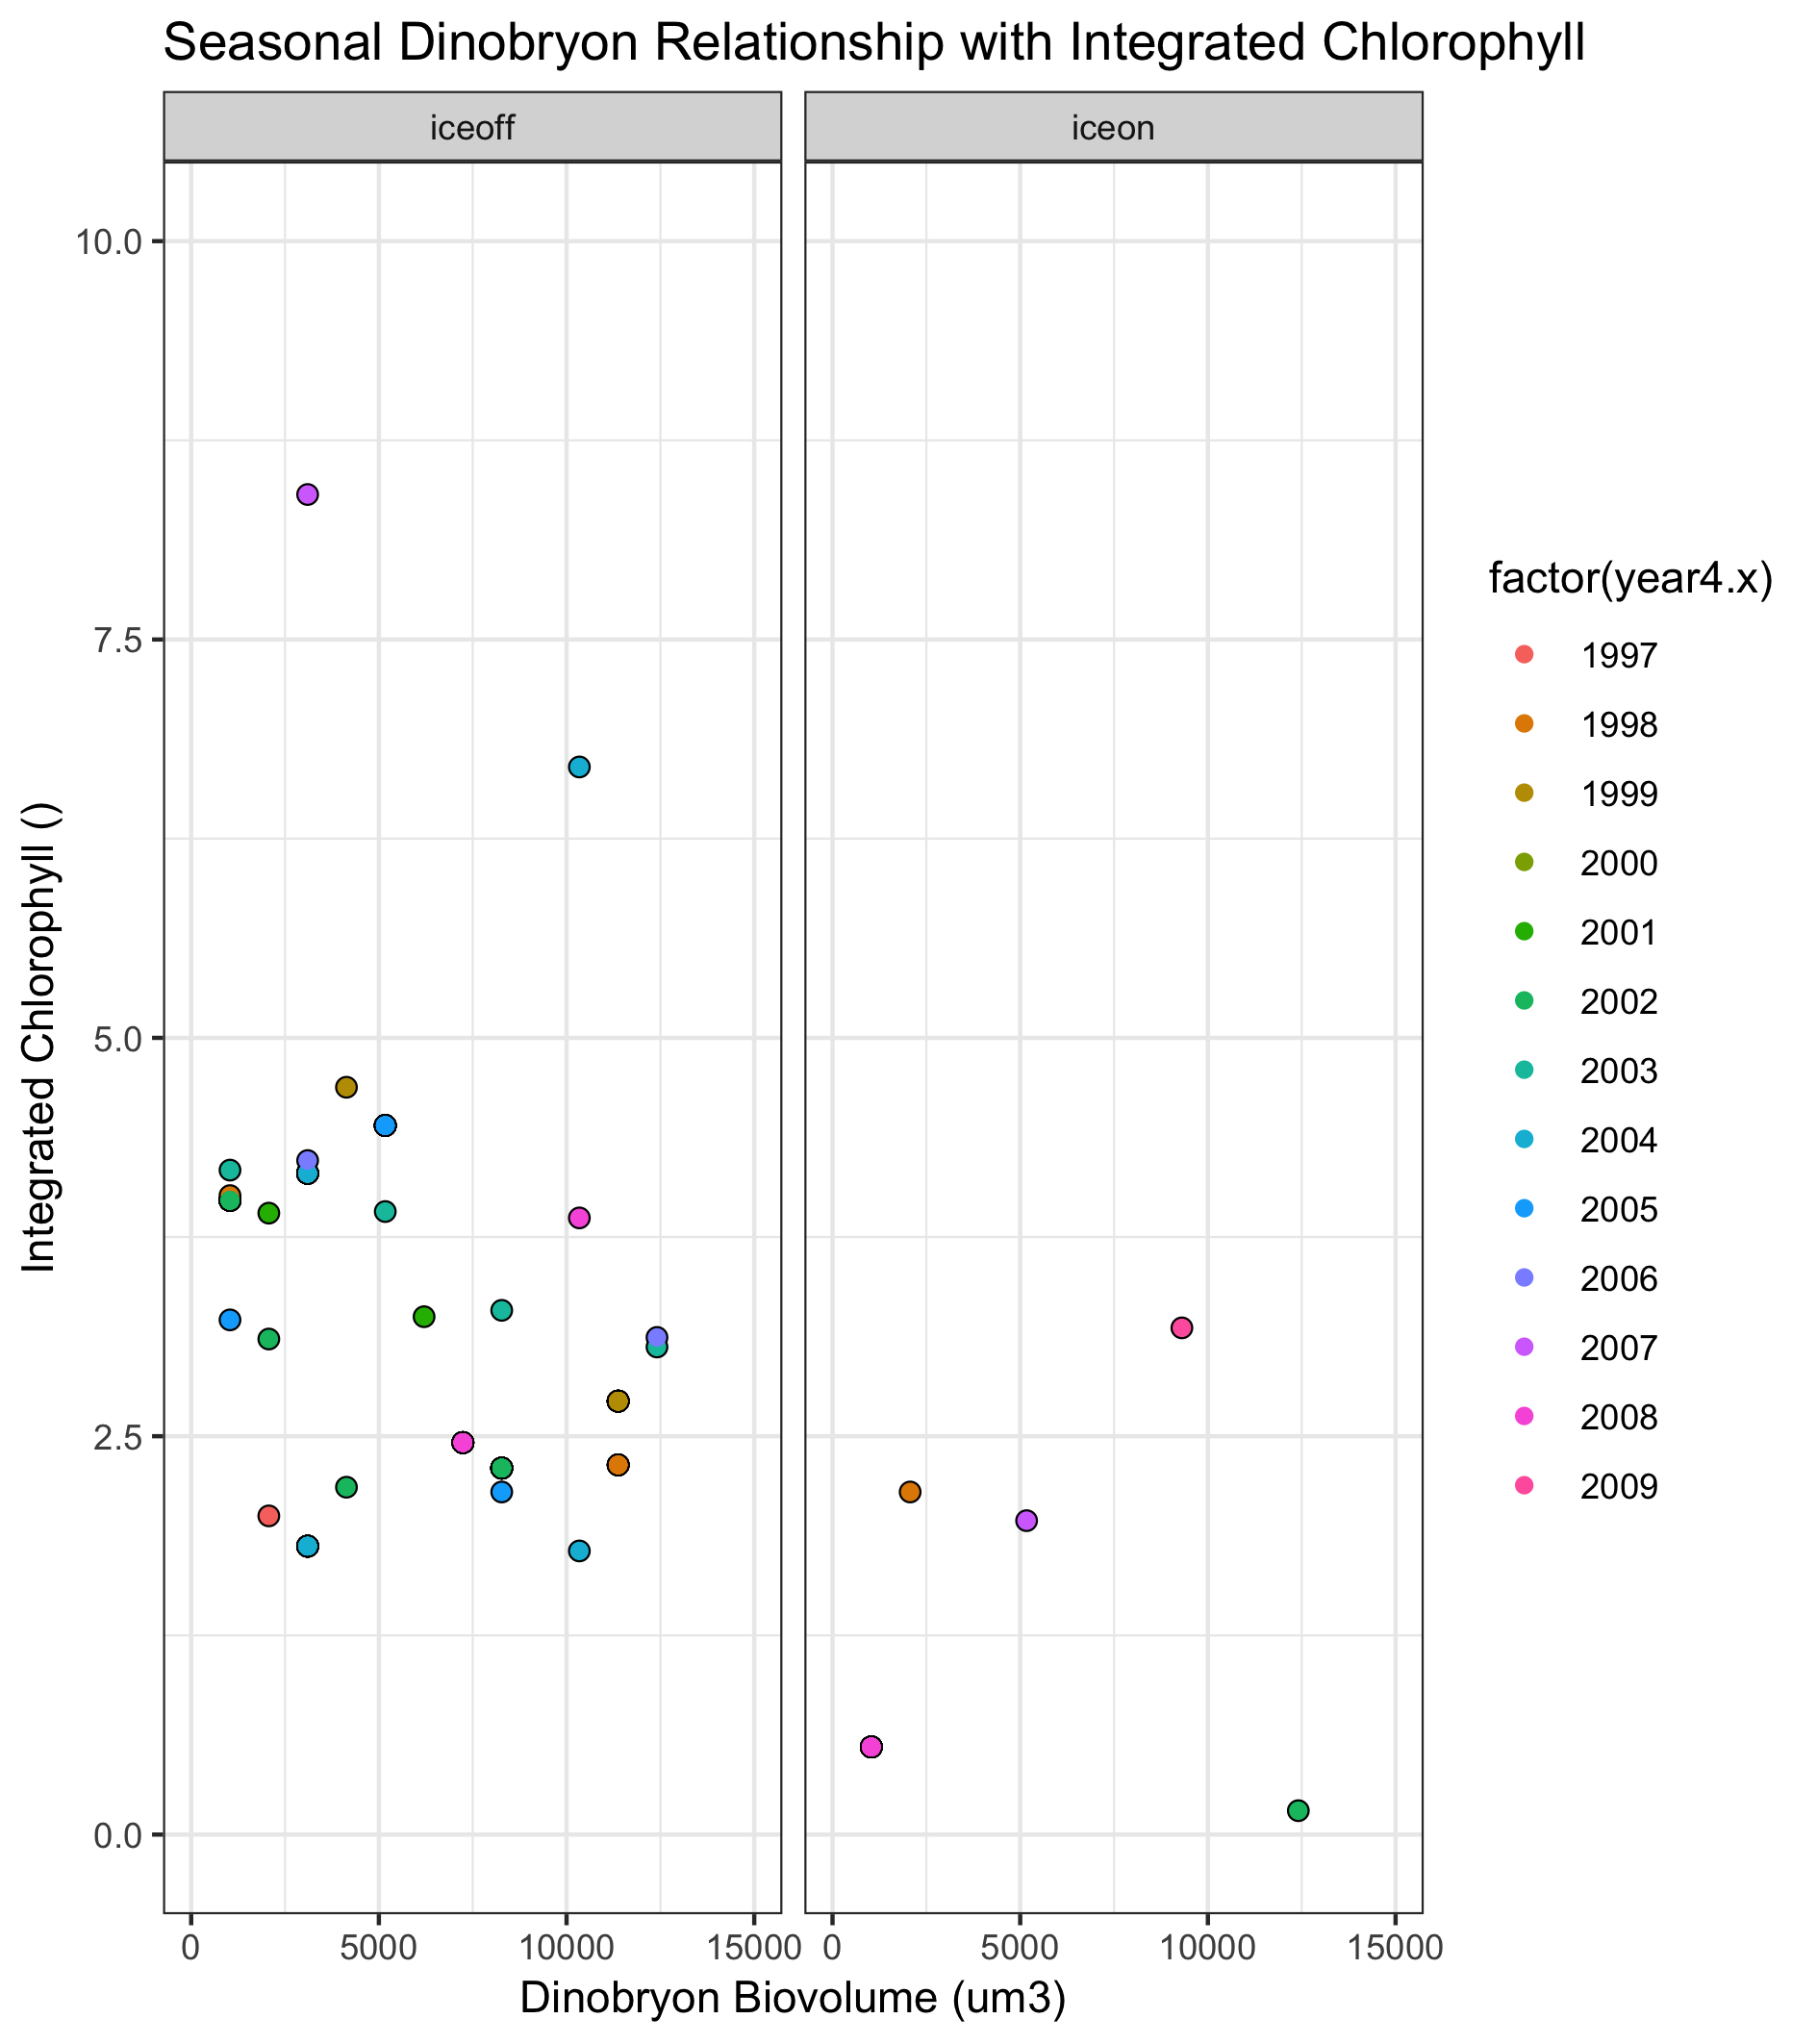 Seasonal Dinobryon Relationship with Integrated Chlorophyll
iceoff
iceon
10.0
7.5
5.0
2.5
0.0
Integrated Chlorophyll ()
0 5000 10000 15000
0 5000 10000 15000
Dinobryon Biovolume (um3)
factor(year4.x)
1997
1998
1999
2000
2001
2002
2003
2004
2005
2006
2007
2008
2009